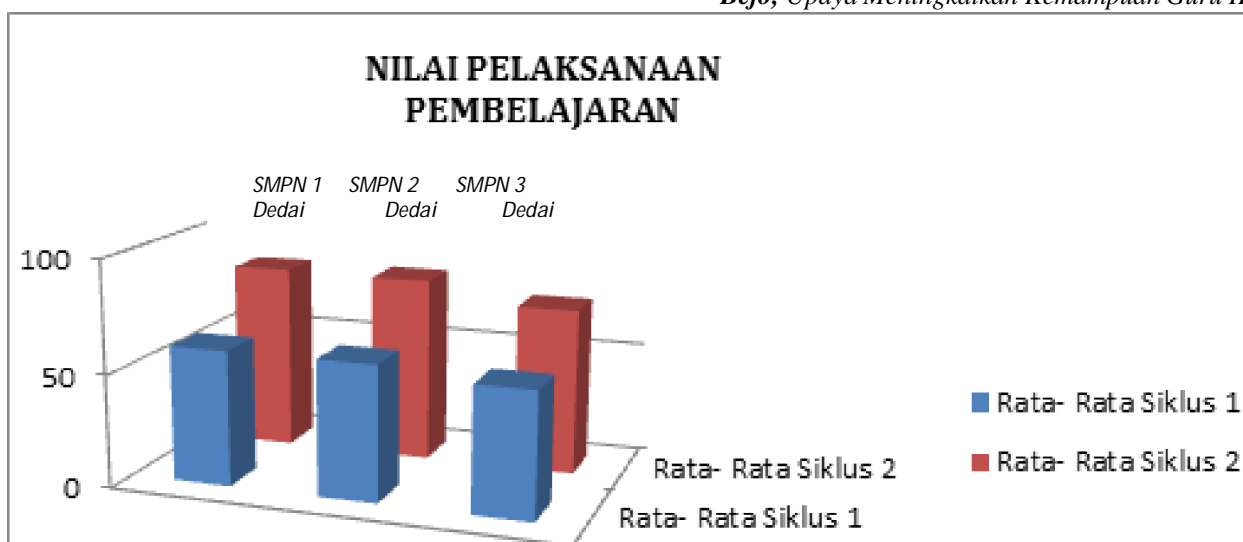 Bejo, Upaya Meningkatkan Kemampuan Guru
NILAI PELAKSANAAN
PEMBELAJARAN
SMPN 1 SMPN 2 SMPN 3
Dedai Dedai Dedai
100
50
0
Rata- Rata Siklus 2
Rata- Rata Siklus 1
Rata- Rata Siklus 1
Rata- Rata Siklus 2